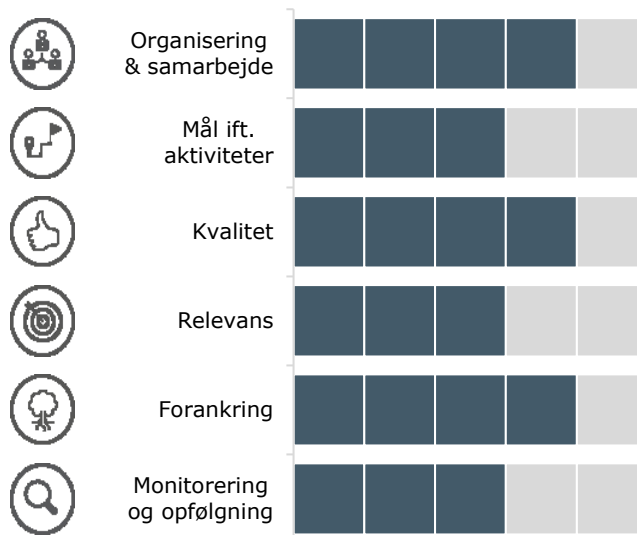 Organisering
& samarbejde
Mål ift.
aktiviteter
Kvalitet
Relevans
Forankring
Monitorering
og opfølgning